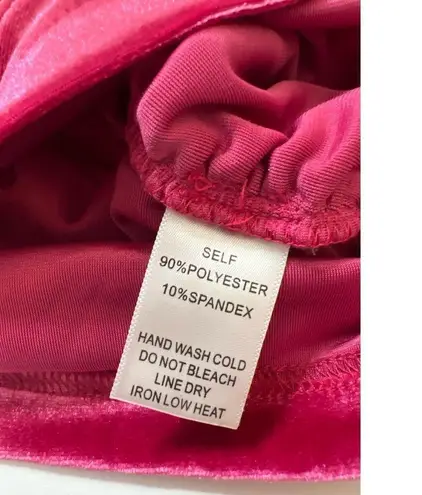 SELF
90%POLYESTER
10%SPANDEX
HAND WASH COLD
DO NOT BLEACH
LINE DRY
IRON LOW HEAT